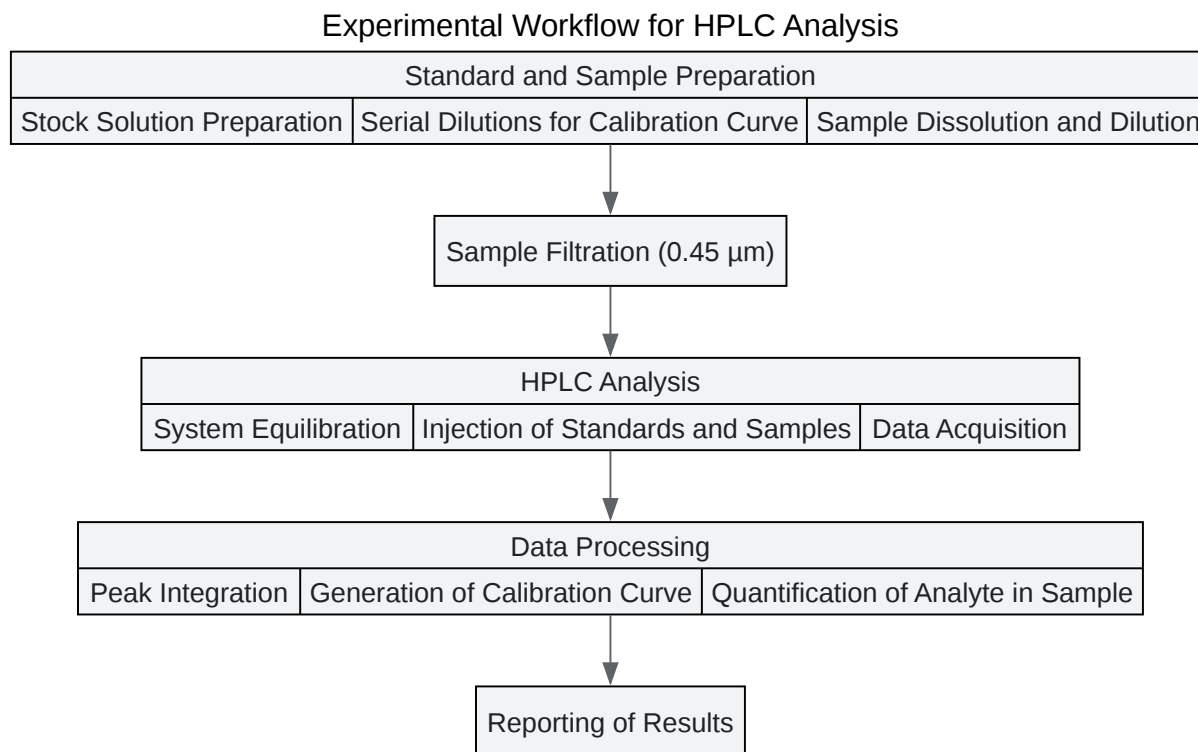 Experimental Workflow for HPLC Analysis
Standard and Sample Preparation
Stock Solution Preparation
Serial Dilutions for Calibration Curve
Sample Dissolution and Dilution
Sample Filtration (0.45 µm)
HPLC Analysis
System Equilibration
Injection of Standards and Samples
Data Acquisition
Data Processing
Peak Integration
Generation of Calibration Curve
Quantification of Analyte in Sample
Reporting of Results